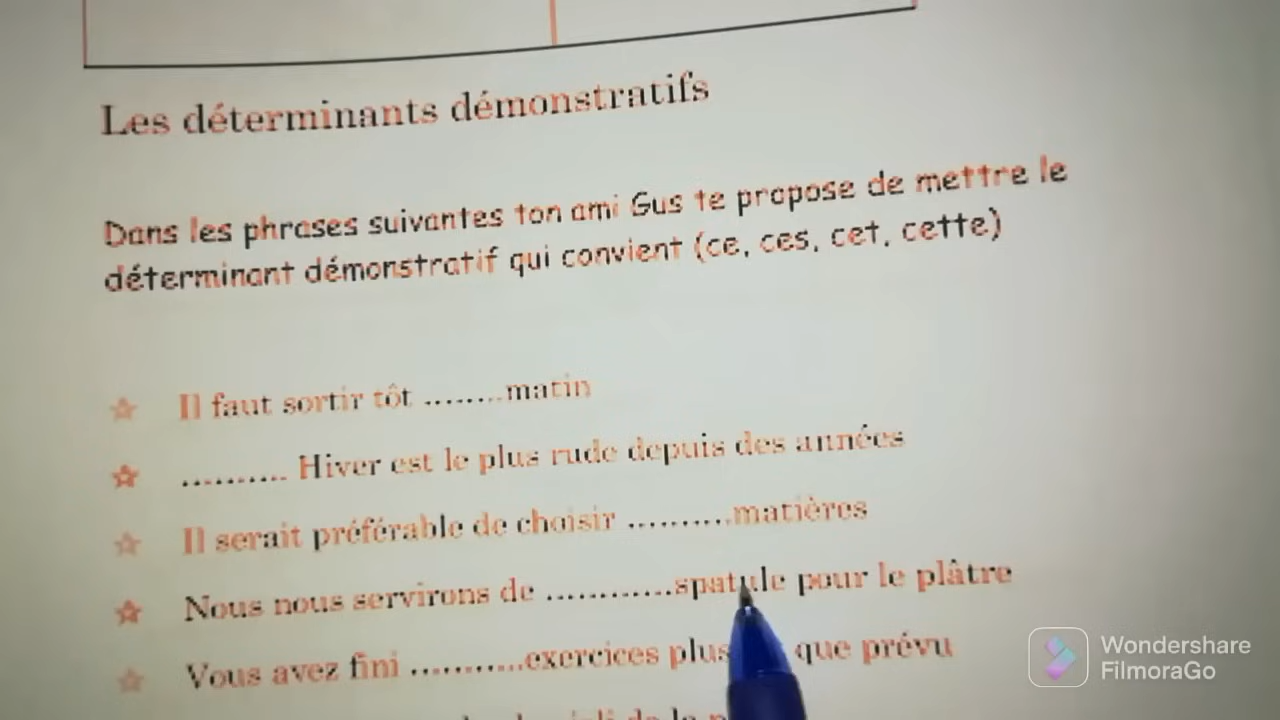 Les déterminants démonstratifs
Dans les phrases suivantes ton ami Gus te propose de mettre le
déterminant démonstratif qui convient (ce, ces, cet, cette)
☆ Il faut sortir tôt ........matin
☆ .......... Hiver est le plus rude depuis des années
☆ Il serait préférable de choisir ..........matières
☆ Nous nous servirons de ............spatule pour le plâtre
☆ Vous avez fini ...........exercices plus que prévu
Wondershare
FilmoraGo